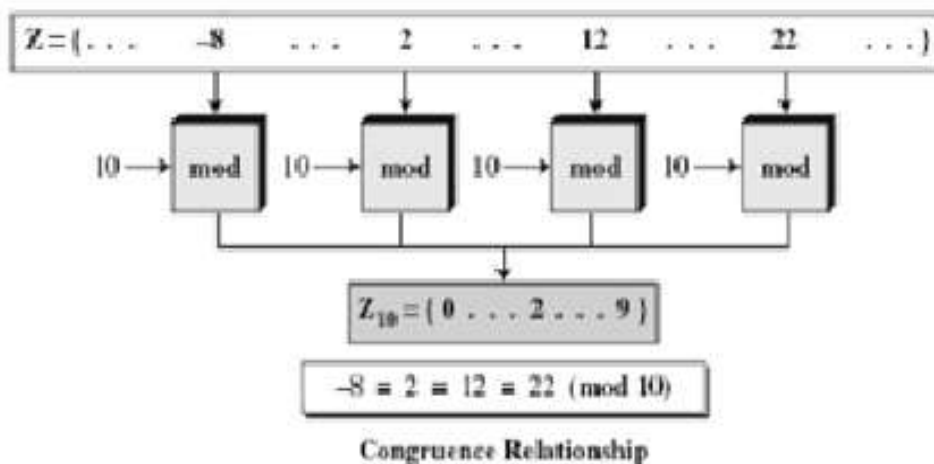 Z = { . . . –8 . . . 2 . . . 12 . . . 22 . . . }
10 mod 10 mod 10 mod 10 mod
Z10 = { 0 . . . 2 . . . 9 }
–8 ≡ 2 ≡ 12 ≡ 22 (mod 10)
Congruence Relationship